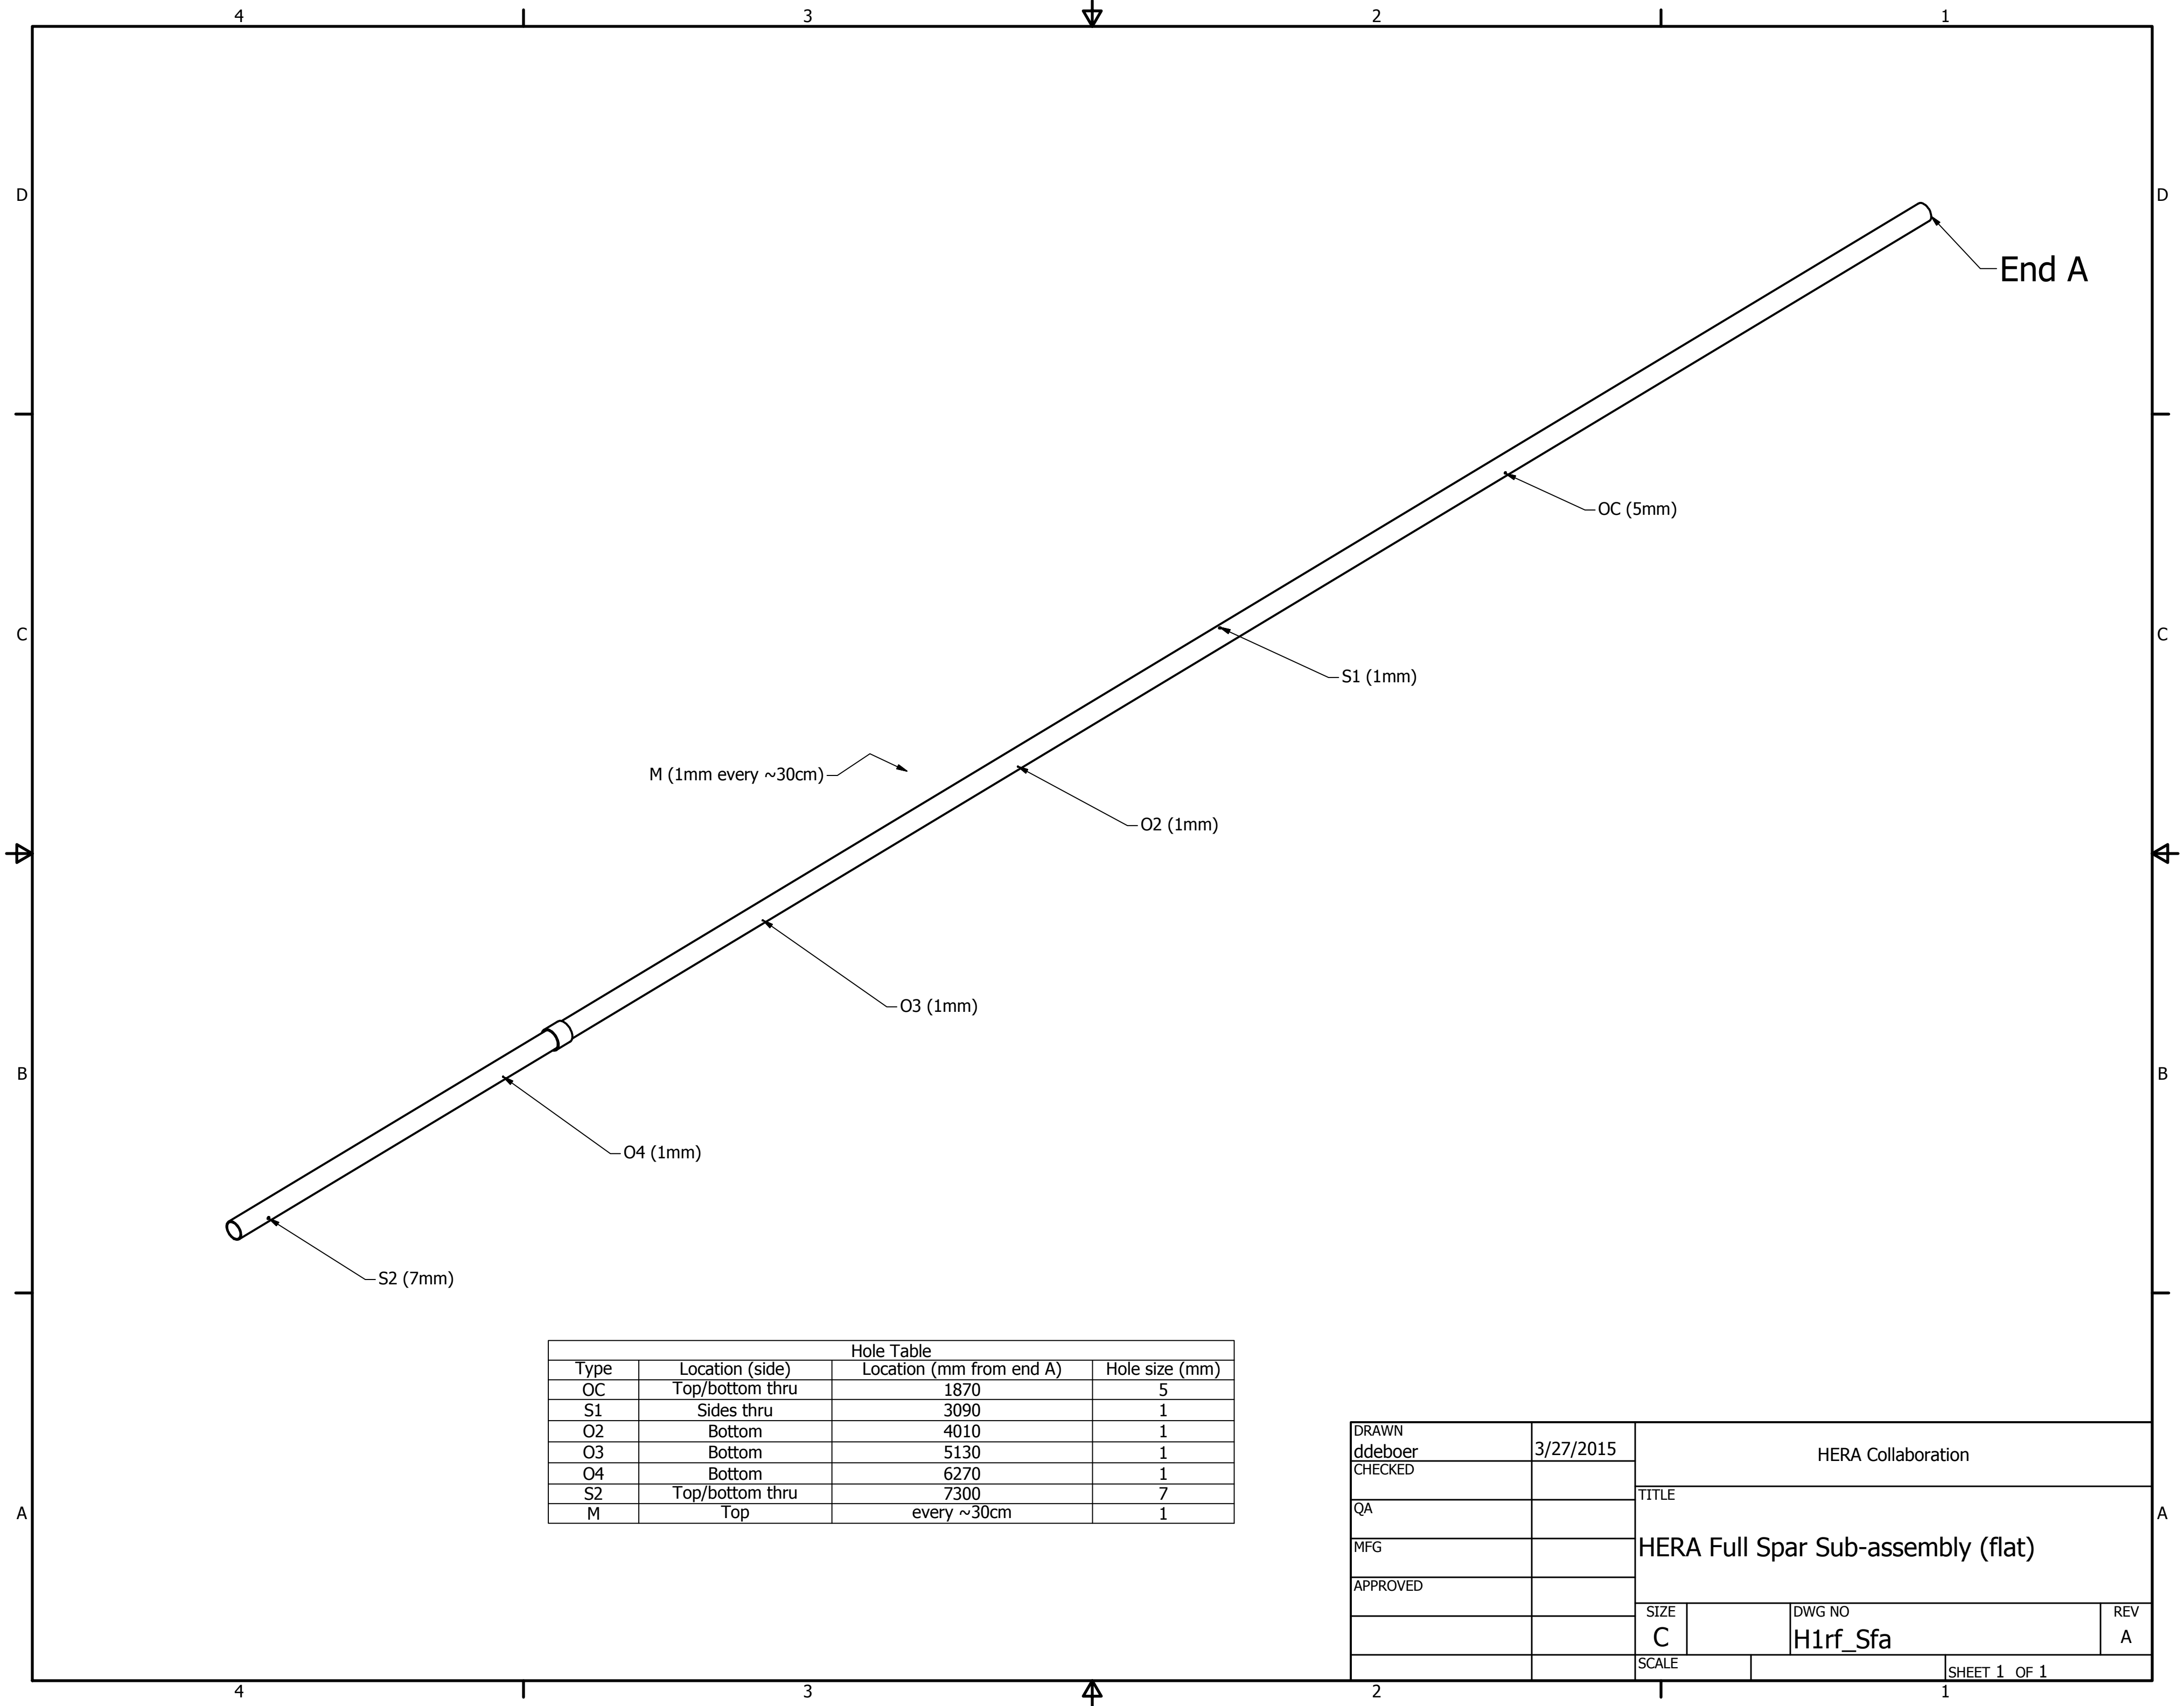 4 3 2 1
D D
End A
OC (5mm)
C C
S1 (1mm)
M (1mm every ~30cm)
O2 (1mm)
O3 (1mm)
B B
O4 (1mm)
S2 (7mm)
Hole Table
Type Location (side) Location (mm from end A) Hole size (mm)
OC Top/bottom thru 1870 5
S1 Sides thru 3090 1
O2 Bottom 4010 1
O3 Bottom 5130 1
O4 Bottom 6270 1
S2 Top/bottom thru 7300 7
M Top every ~30cm 1
A A
DRAWN
ddeboer 3/27/2015
HERA Collaboration
CHECKED
TITLE
QA
HERA Full Spar Sub-assembly (flat)
MFG
APPROVED
SIZE DWG NO REV
C H1rf_Sfa A
SCALE
SHEET 1 OF 1
4 3 2 1